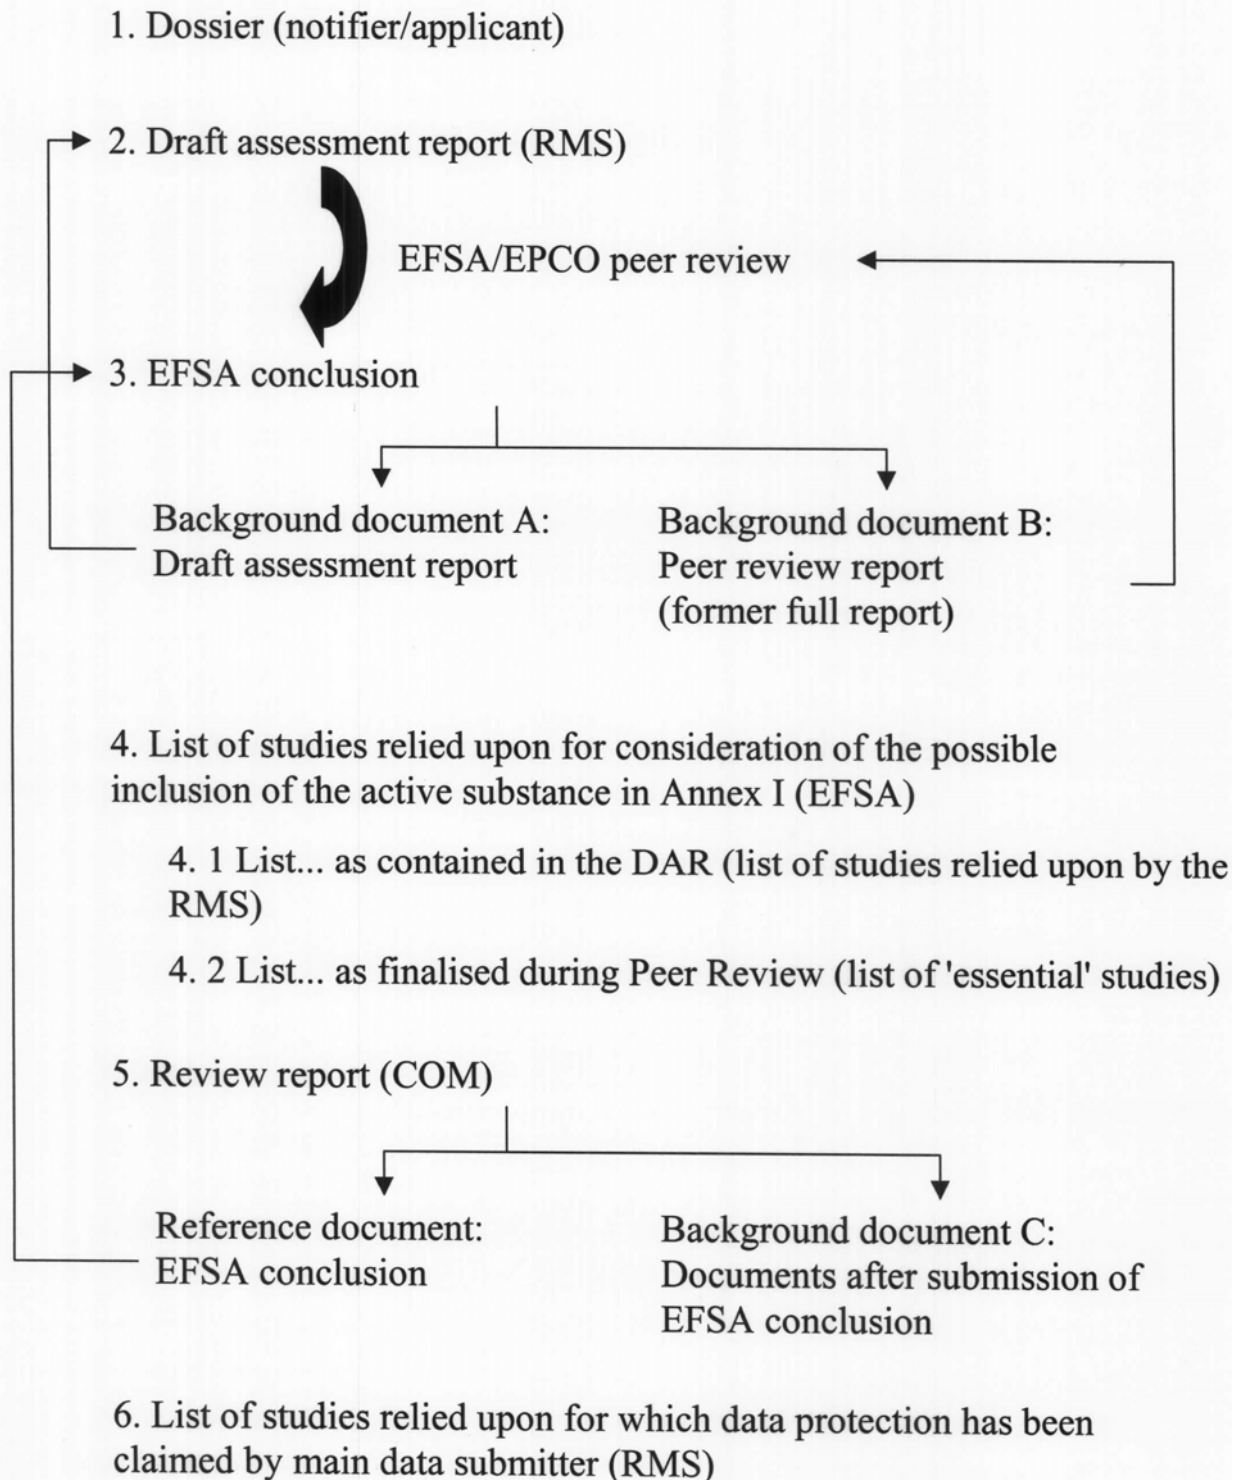 1. Dossier (notifier/applicant)
2. Draft assessment report (RMS)
EFSA/EPCO peer review
3. EFSA conclusion
Background document A:
Draft assessment report
Background document B:
Peer review report
(former full report)
4. List of studies relied upon for consideration of the possible
inclusion of the active substance in Annex I (EFSA)
4. 1 List... as contained in the DAR (list of studies relied upon by the
RMS)
4. 2 List... as finalised during Peer Review (list of 'essential' studies)
5. Review report (COM)
Reference document:
EFSA conclusion
Background document C:
Documents after submission of
EFSA conclusion
6. List of studies relied upon for which data protection has been
claimed by main data submitter (RMS)